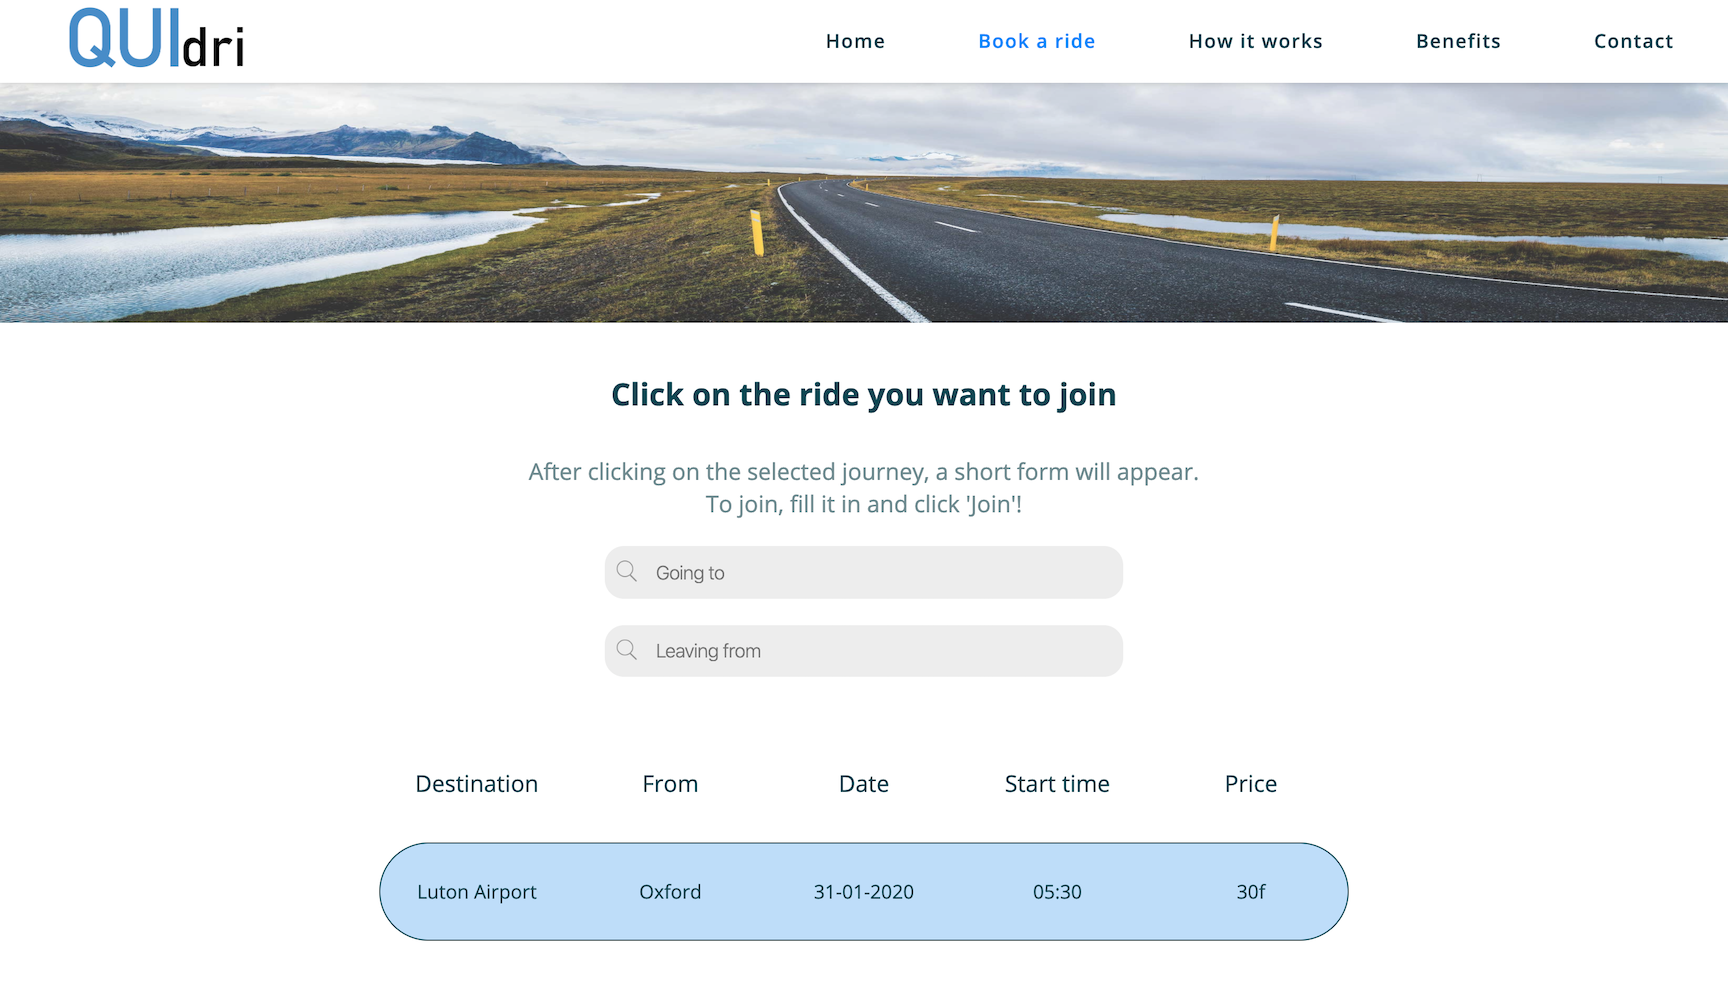 QUIdri
Home Book a ride How it works Benefits Contact
Click on the ride you want to join
After clicking on the selected journey, a short form will appear.
To join, fill it in and click 'Join'!
Going to
Leaving from
Destination From Date Start time Price
Luton Airport Oxford 31-01-2020 05:30 30f